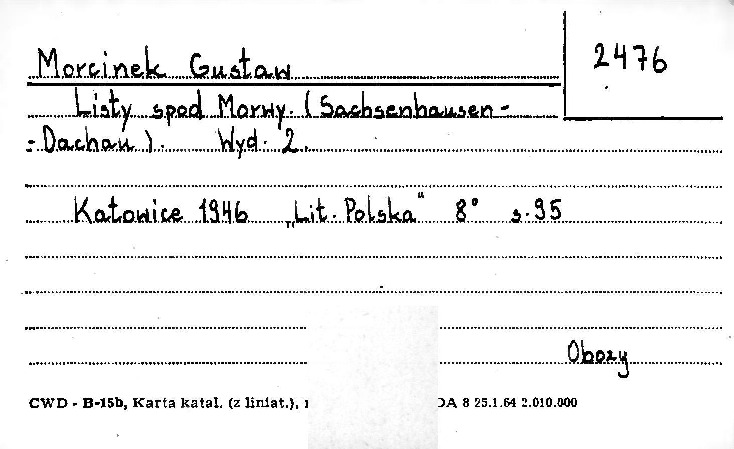 Morcinek Gustaw
2476
Listy spod Morwy. (Sachsenhausen-
-Dachau). Wyd. 2.
Katowice 1946 „Lit. Polska" 8° s. 95
Obozy
CWD - B-15b, Karta katal. (z liniat.), DA 8 25.1.64 2.010.000